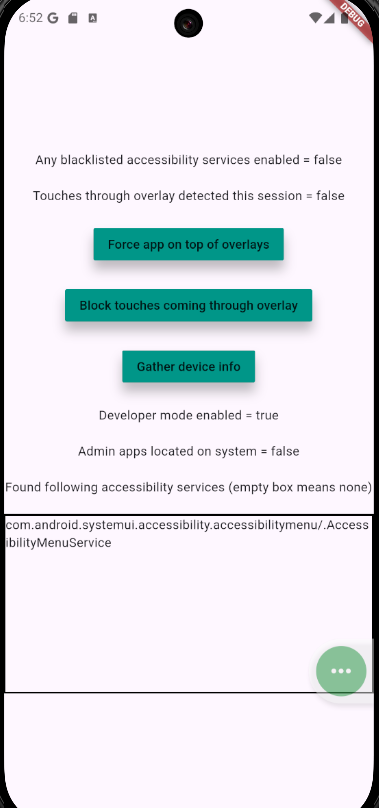 6:52
DEBUG
Any blacklisted accessibility services enabled = false
Touches through overlay detected this session = false
Force app on top of overlays
Block touches coming through overlay
Gather device info
Developer mode enabled = true
Admin apps located on system = false
Found following accessibility services (empty box means none)
com.android.systemui.accessibility.accessibilitymenu/.Access
ibilityMenuService